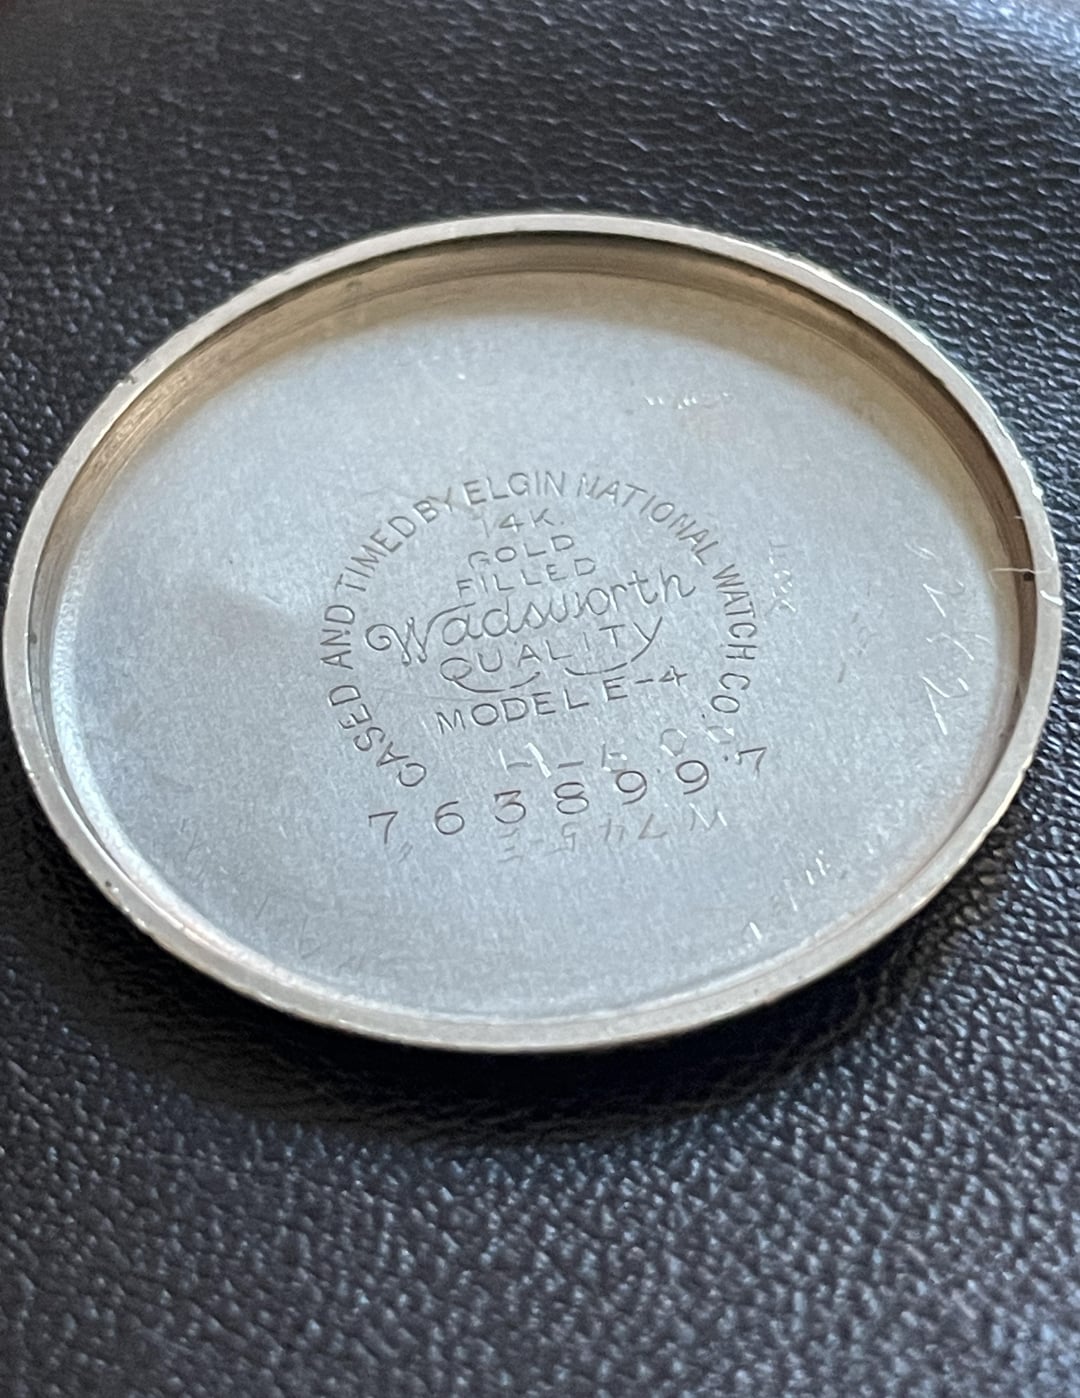 CASED AND TIMED BY ELGIN NATIONAL WATCH CO.
14K.
GOLD
FILLED
Wadsworth
QUALITY
MODEL E-4
7638997